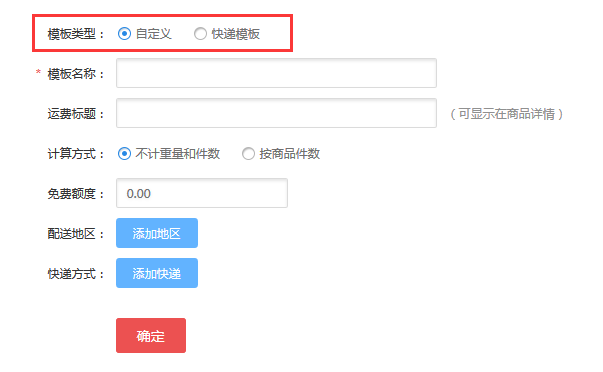 模板类型： 自定义 快递模板
* 模板名称：
运费标题： （可显示在商品详情）
计算方式： 不计重量和件数 按商品件数
免费额度： 0.00
配送地区： 添加地区
快递方式： 添加快递
确定